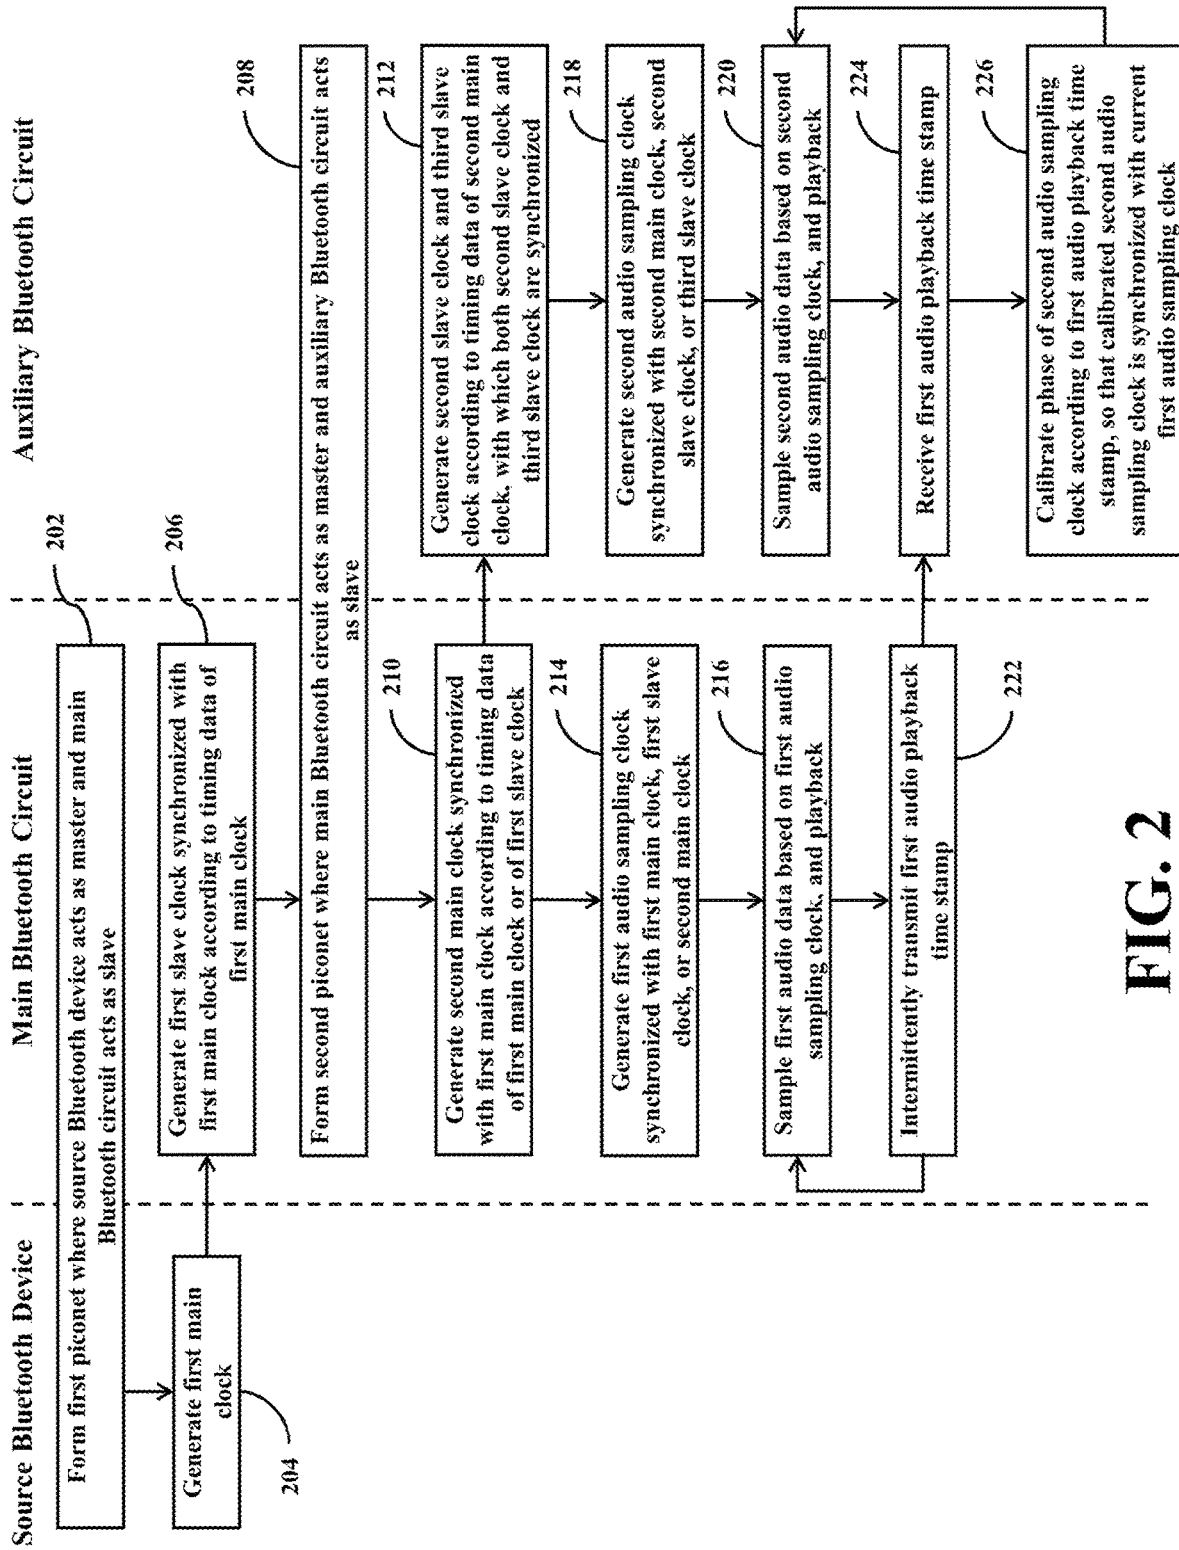 Source Bluetooth Device
Main Bluetooth Circuit
Auxiliary Bluetooth Circuit
202
Form first piconet where source Bluetooth device acts as master and main
Bluetooth circuit acts as slave
Generate first main
clock
204
206
Generate first slave clock synchronized with
first main clock according to timing data of
first main clock
208
Form second piconet where main Bluetooth circuit acts as master and auxiliary Bluetooth circuit acts
as slave
210
Generate second main clock synchronized
with first main clock according to timing data
of first main clock or of first slave clock
212
Generate second slave clock and third slave
clock according to timing data of second main
clock, with which both second slave clock and
third slave clock are synchronized
214
Generate first audio sampling clock
synchronized with first main clock, first slave
clock, or second main clock
218
Generate second audio sampling clock
synchronized with second main clock, second
slave clock, or third slave clock
216
Sample first audio data based on first audio
sampling clock, and playback
220
Sample second audio data based on second
audio sampling clock, and playback
Intermittently transmit first audio playback
time stamp
222
224
Receive first audio playback time stamp
226
Calibrate phase of second audio sampling
clock according to first audio playback time
stamp, so that calibrated second audio
sampling clock is synchronized with current
first audio sampling clock
FIG. 2